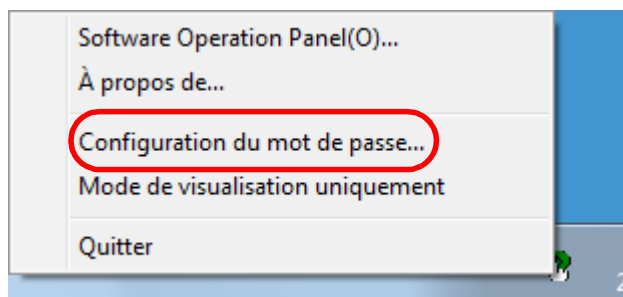 Software Operation Panel(O)...
À propos de...
Configuration du mot de passe...
Mode de visualisation uniquement
Quitter